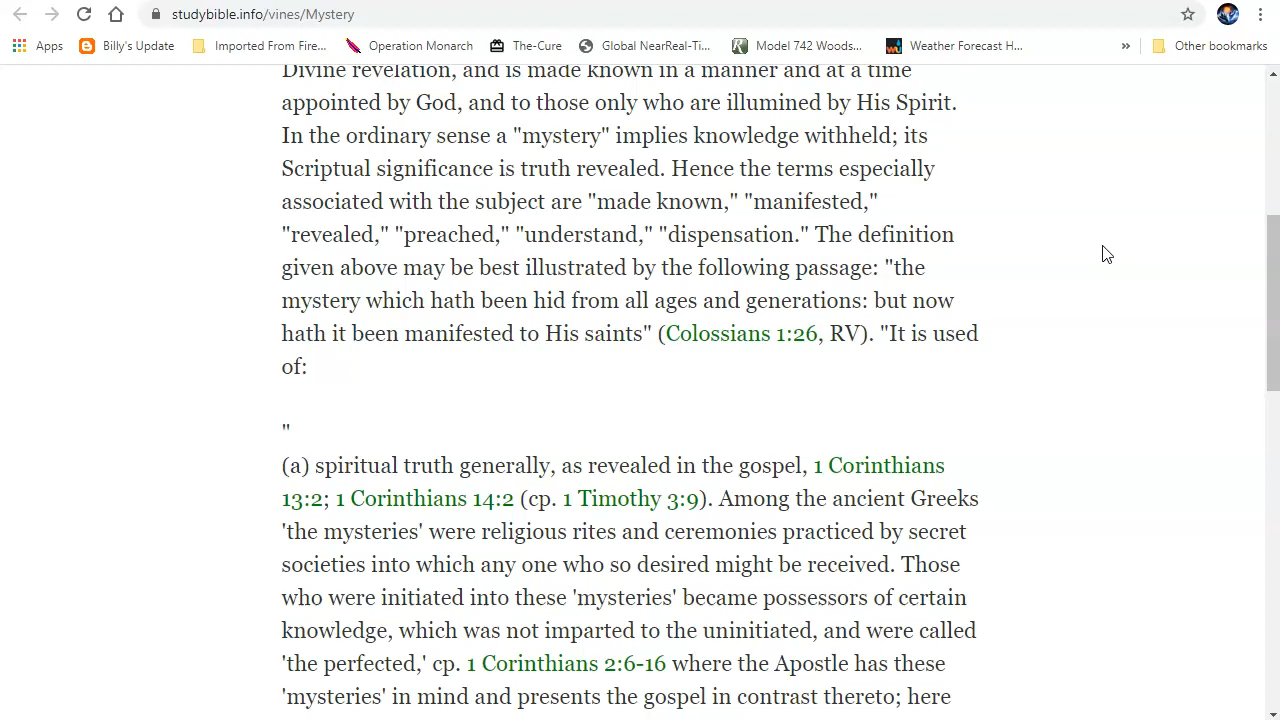 studybible.info/vines/Mystery
Apps Billy's Update Imported From Fire... Operation Monarch The-Cure Global NearReal-Ti... Model 742 Woods... Weather Forecast H... » Other bookmarks
Divine revelation, and is made known in a manner and at a time
appointed by God, and to those only who are illumined by His Spirit.
In the ordinary sense a "mystery" implies knowledge withheld; its
Scriptual significance is truth revealed. Hence the terms especially
associated with the subject are "made known," "manifested,"
"revealed," "preached," "understand," "dispensation." The definition
given above may be best illustrated by the following passage: "the
mystery which hath been hid from all ages and generations: but now
hath it been manifested to His saints" (Colossians 1:26, RV). "It is used
of:
"
(a) spiritual truth generally, as revealed in the gospel, 1 Corinthians
13:2; 1 Corinthians 14:2 (cp. 1 Timothy 3:9). Among the ancient Greeks
'the mysteries' were religious rites and ceremonies practiced by secret
societies into which any one who so desired might be received. Those
who were initiated into these 'mysteries' became possessors of certain
knowledge, which was not imparted to the uninitiated, and were called
'the perfected,' cp. 1 Corinthians 2:6-16 where the Apostle has these
'mysteries' in mind and presents the gospel in contrast thereto; here